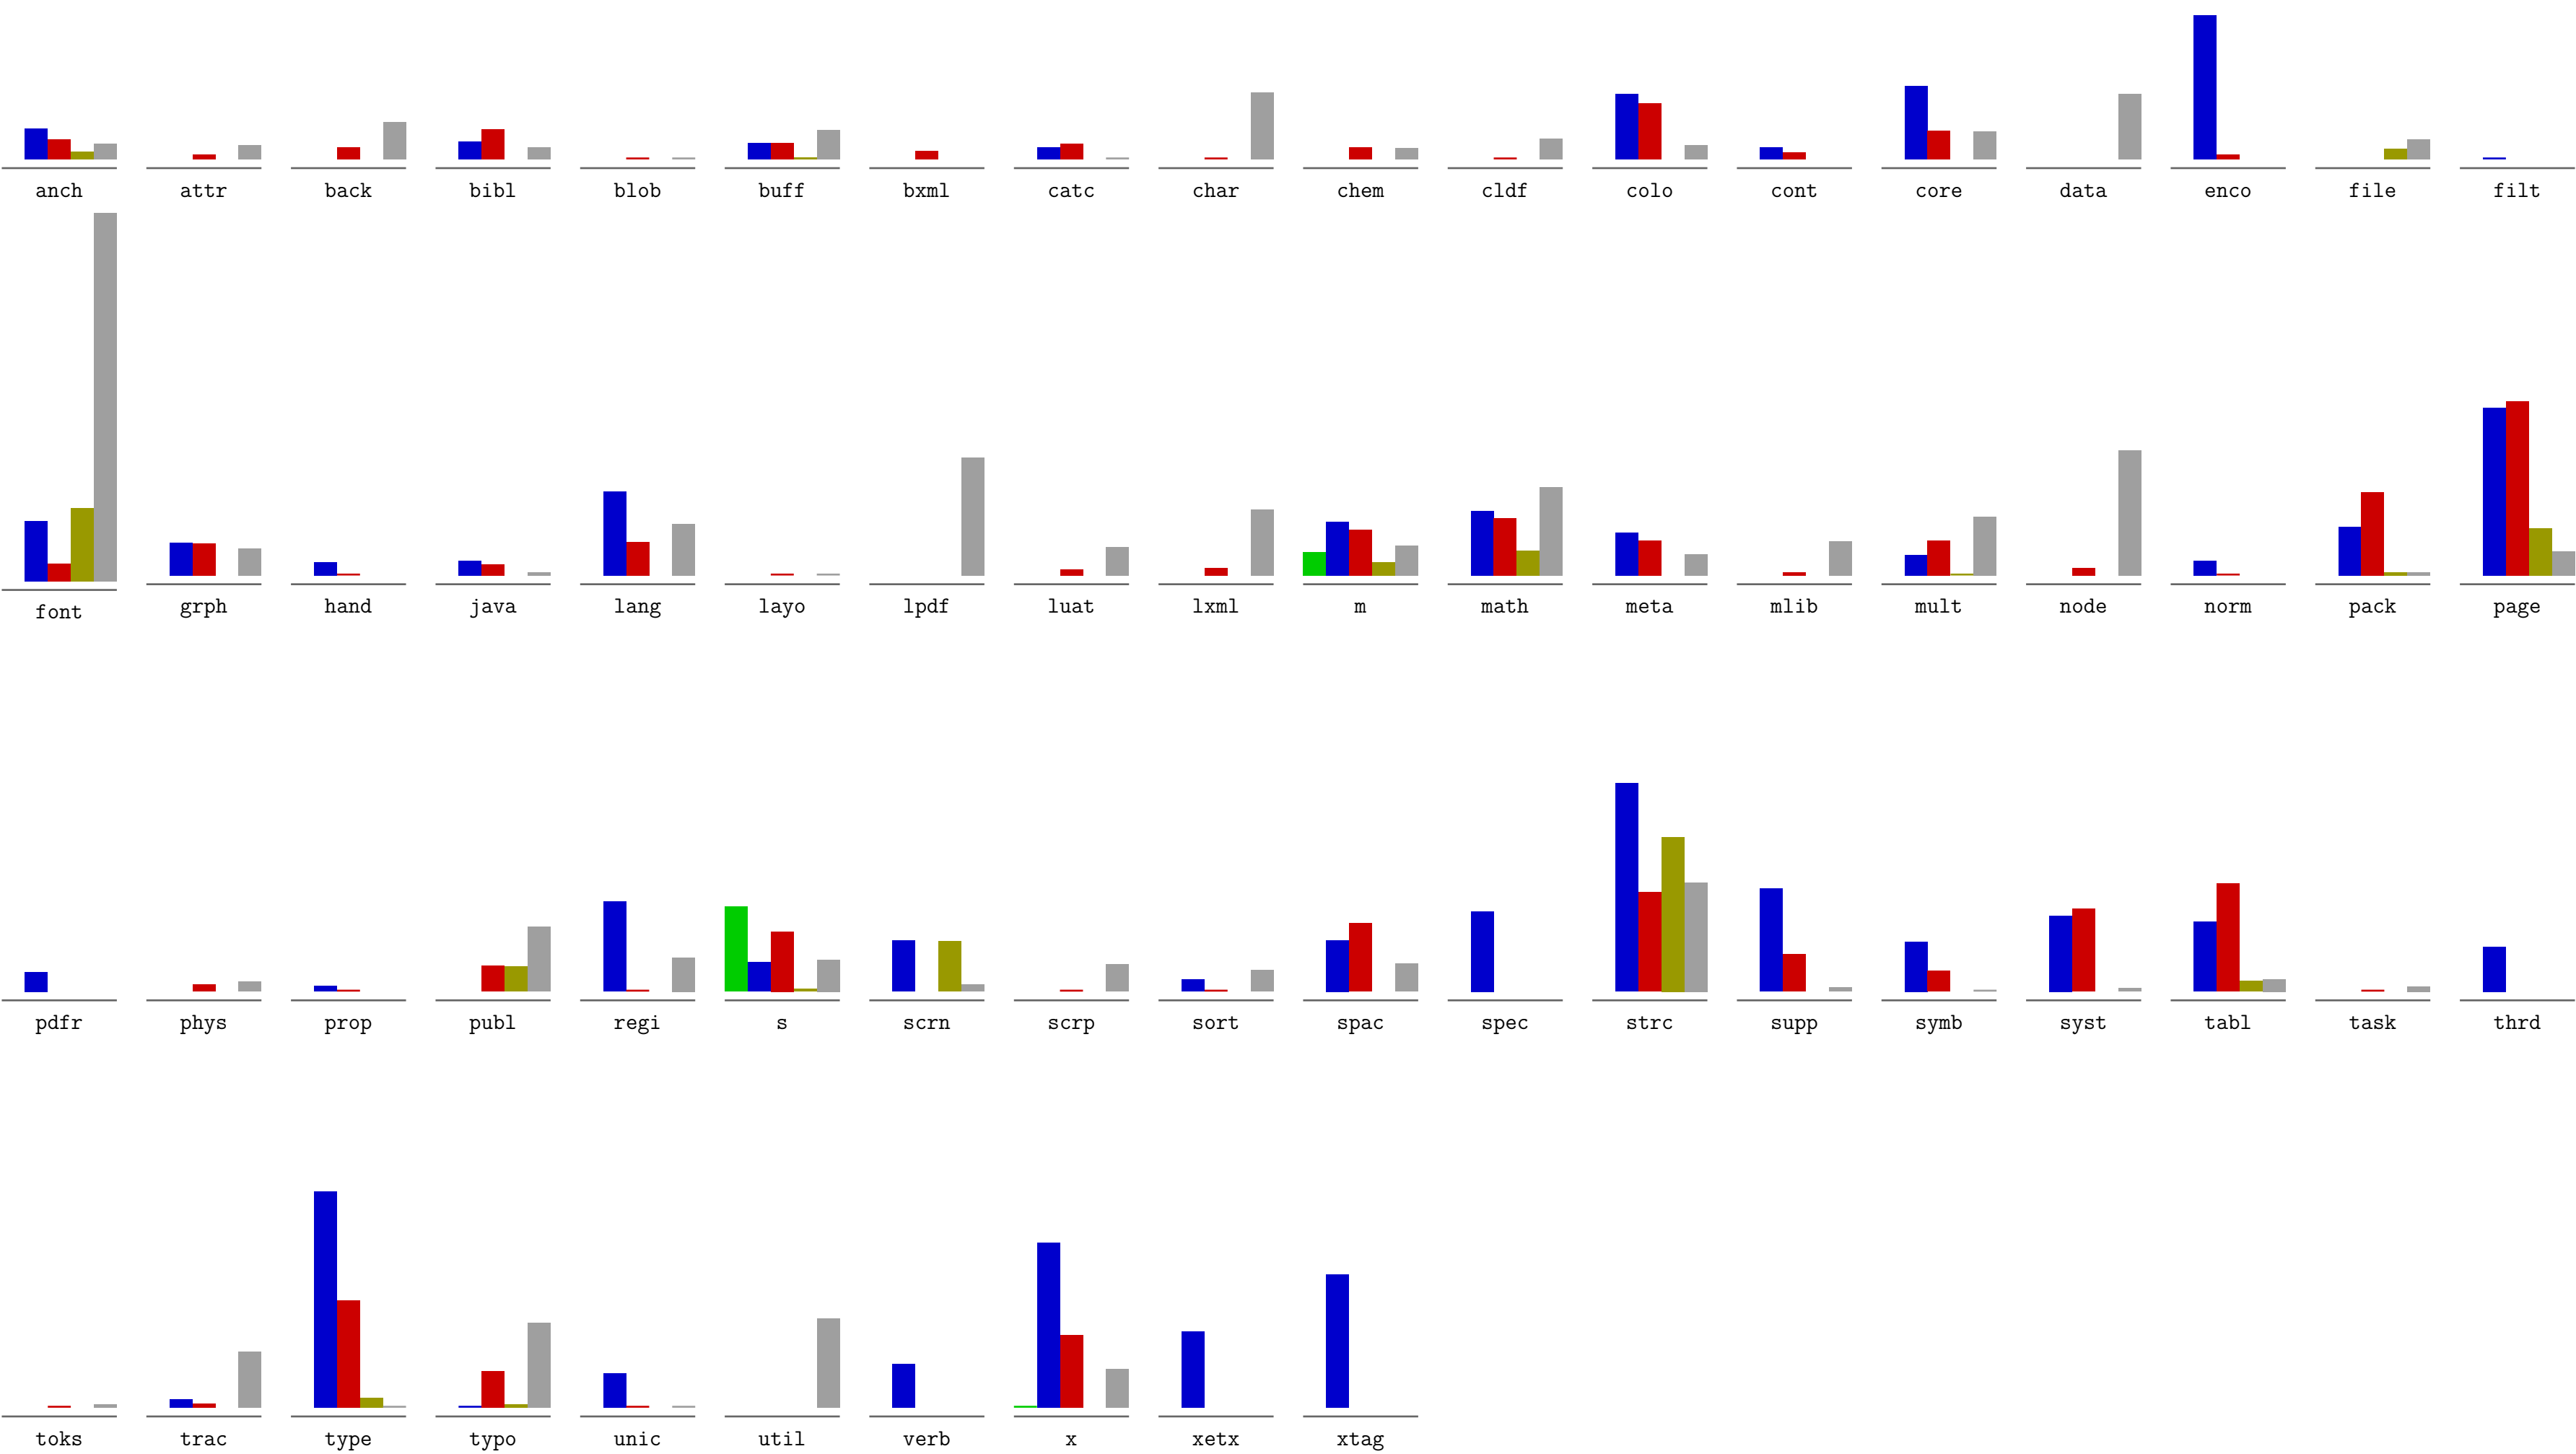 anch attr back bibl blob buff bxml catc char chem cldf colo cont core data enco file filt
font grph hand java lang layo lpdf luat lxml m math meta mlib mult node norm pack page
pdfr phys prop publ regi s scrn scrp sort spac spec strc supp symb syst tabl task thrd
toks trac type typo unic util verb x xetx xtag